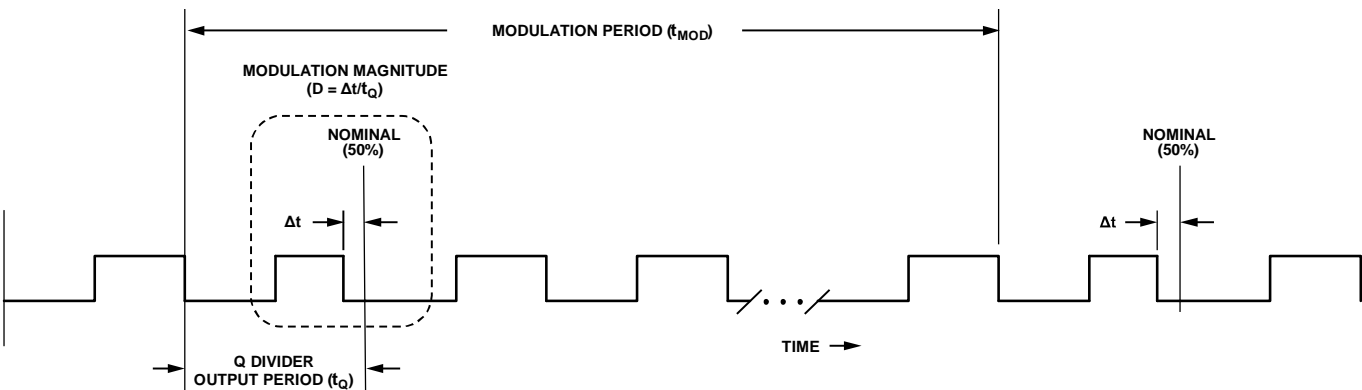 MODULATION PERIOD (tMOD)
MODULATION MAGNITUDE
(D = Δt/tQ)
NOMINAL
(50%)
NOMINAL
(50%)
Δt
Δt
TIME
Q DIVIDER
OUTPUT PERIOD (tQ)